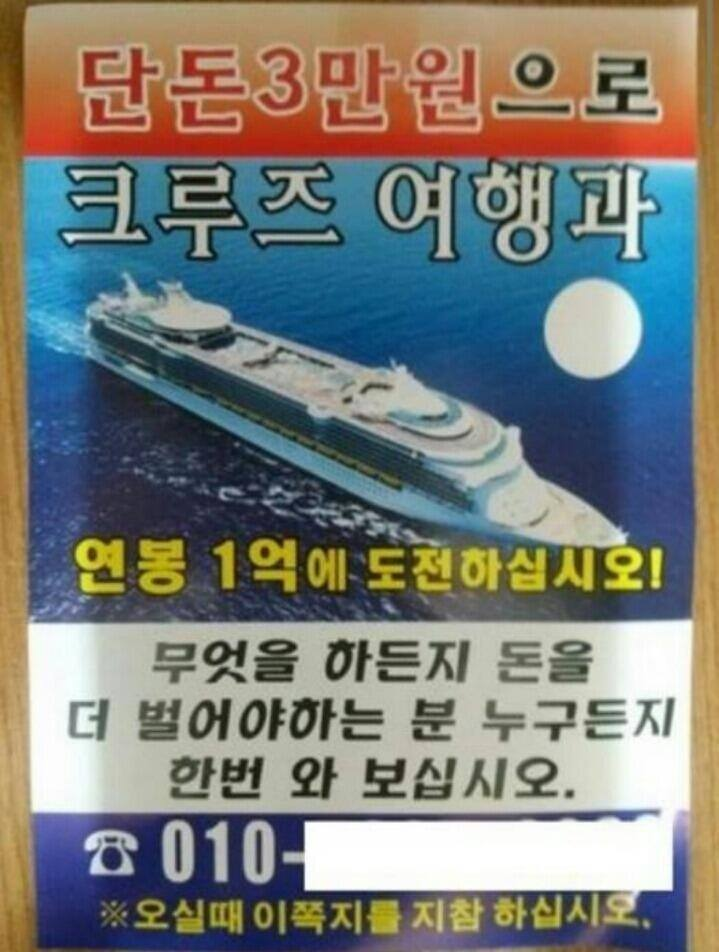 단돈3만원으로
크루즈 여행과
연봉 1억에 도전하십시오!
무엇을 하든지 돈을
더 벌어야하는 분 누구든지
한번 와 보십시오.
☎ 010-
※오실때 이쪽지를 지참 하십시오.